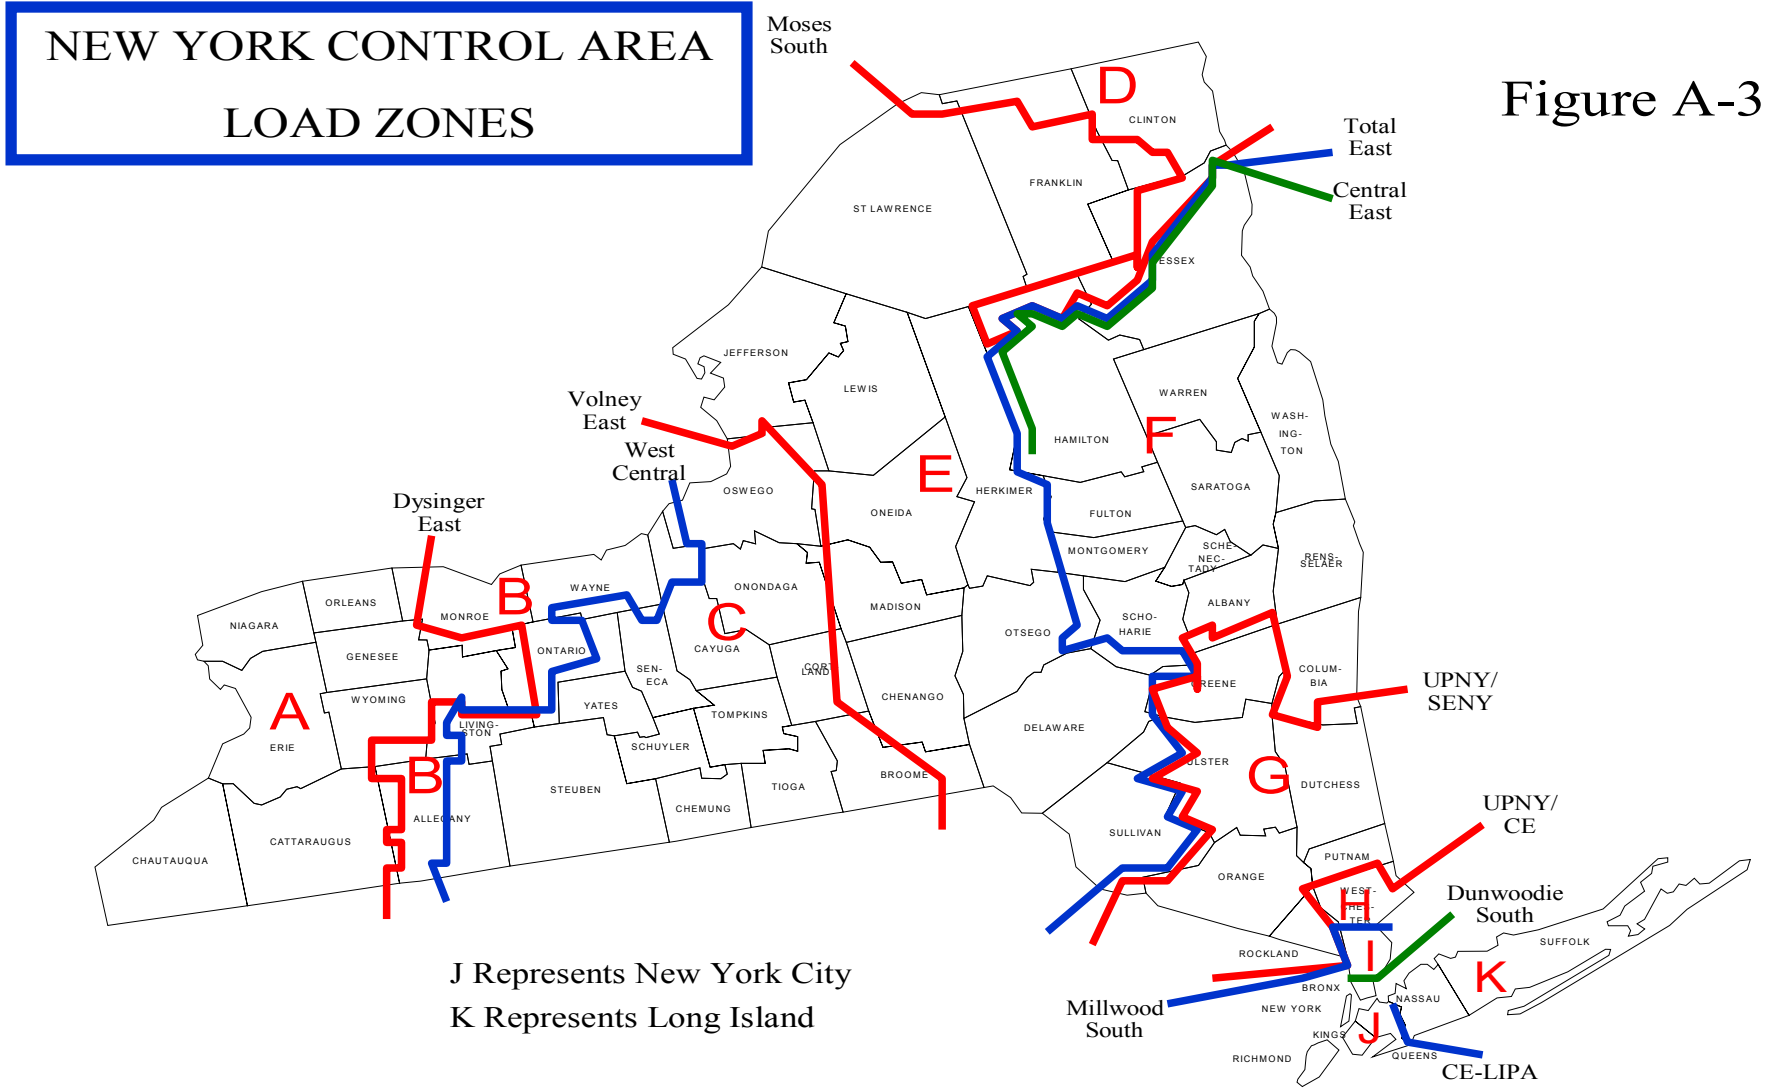 NEW YORK CONTROL AREA
LOAD ZONES
Figure A-3
Moses
South
D
CLINTON
Total
East
Central
East
FRANKLIN
ST LAWRENCE
ESSEX
JEFFERSON
LEWIS
WARREN
Volney
East
WASH-
ING-
TON
HAMILTON
F
West
Central
E
OSWEGO
HERKIMER
SARATOGA
ONEIDA
FULTON
Dysinger
East
MONTGOMERY
SCHE-
NEC-
TADY
RENS-
SELAER
WAYNE
ONONDAGA
B
ORLEANS
MONROE
MADISON
ALBANY
NIAGARA
C
SCHO-
HARIE
OTSEGO
GENESEE
ONTARIO
CAYUGA
SEN-
ECA
CORT
LAND
COLUM-
BIA
UPNY/
SENY
GREENE
WYOMING
CHENANGO
A
YATES
TOMPKINS
LIVING-
STON
DELAWARE
ERIE
SCHUYLER
ULSTER
B
G
BROOME
STEUBEN
TIOGA
DUTCHESS
CHEMUNG
UPNY/
CE
ALLEGANY
SULLIVAN
CATTARAUGUS
CHAUTAUQUA
PUTNAM
ORANGE
WEST-
CHES-
TER
H
Dunwoodie
South
SUFFOLK
ROCKLAND
I
K
J Represents New York City
K Represents Long Island
BRONX
NASSAU
Millwood
South
NEW YORK
KINGS
J
QUEENS
RICHMOND
CE-LIPA